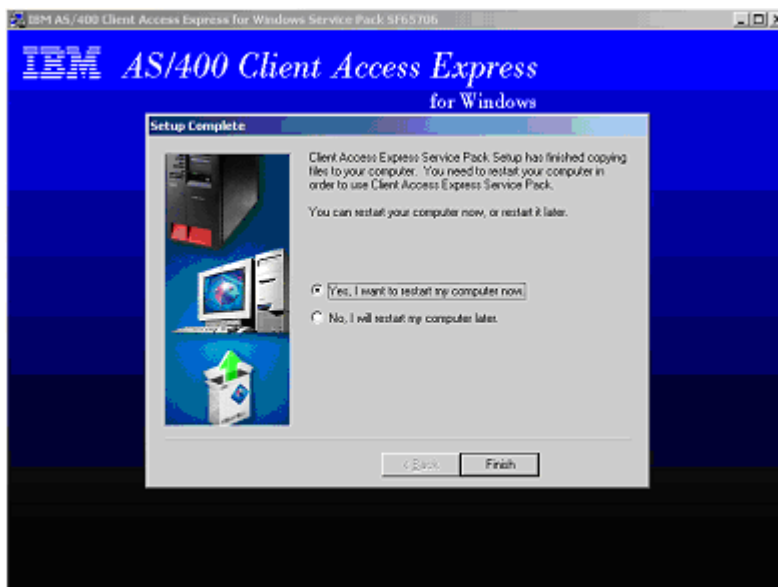 IBM AS/400 Client Access Express for Windows Service Pack SF65706
IBM AS/400 Client Access Express
for Windows
Setup Complete
Client Access Express Service Pack Setup has finished copying
files to your computer. You need to restart your computer in
order to use Client Access Express Service Pack.
You can restart your computer now, or restart it later.
Yes, I want to restart my computer now.
No, I will restart my computer later.
< Back
Finish